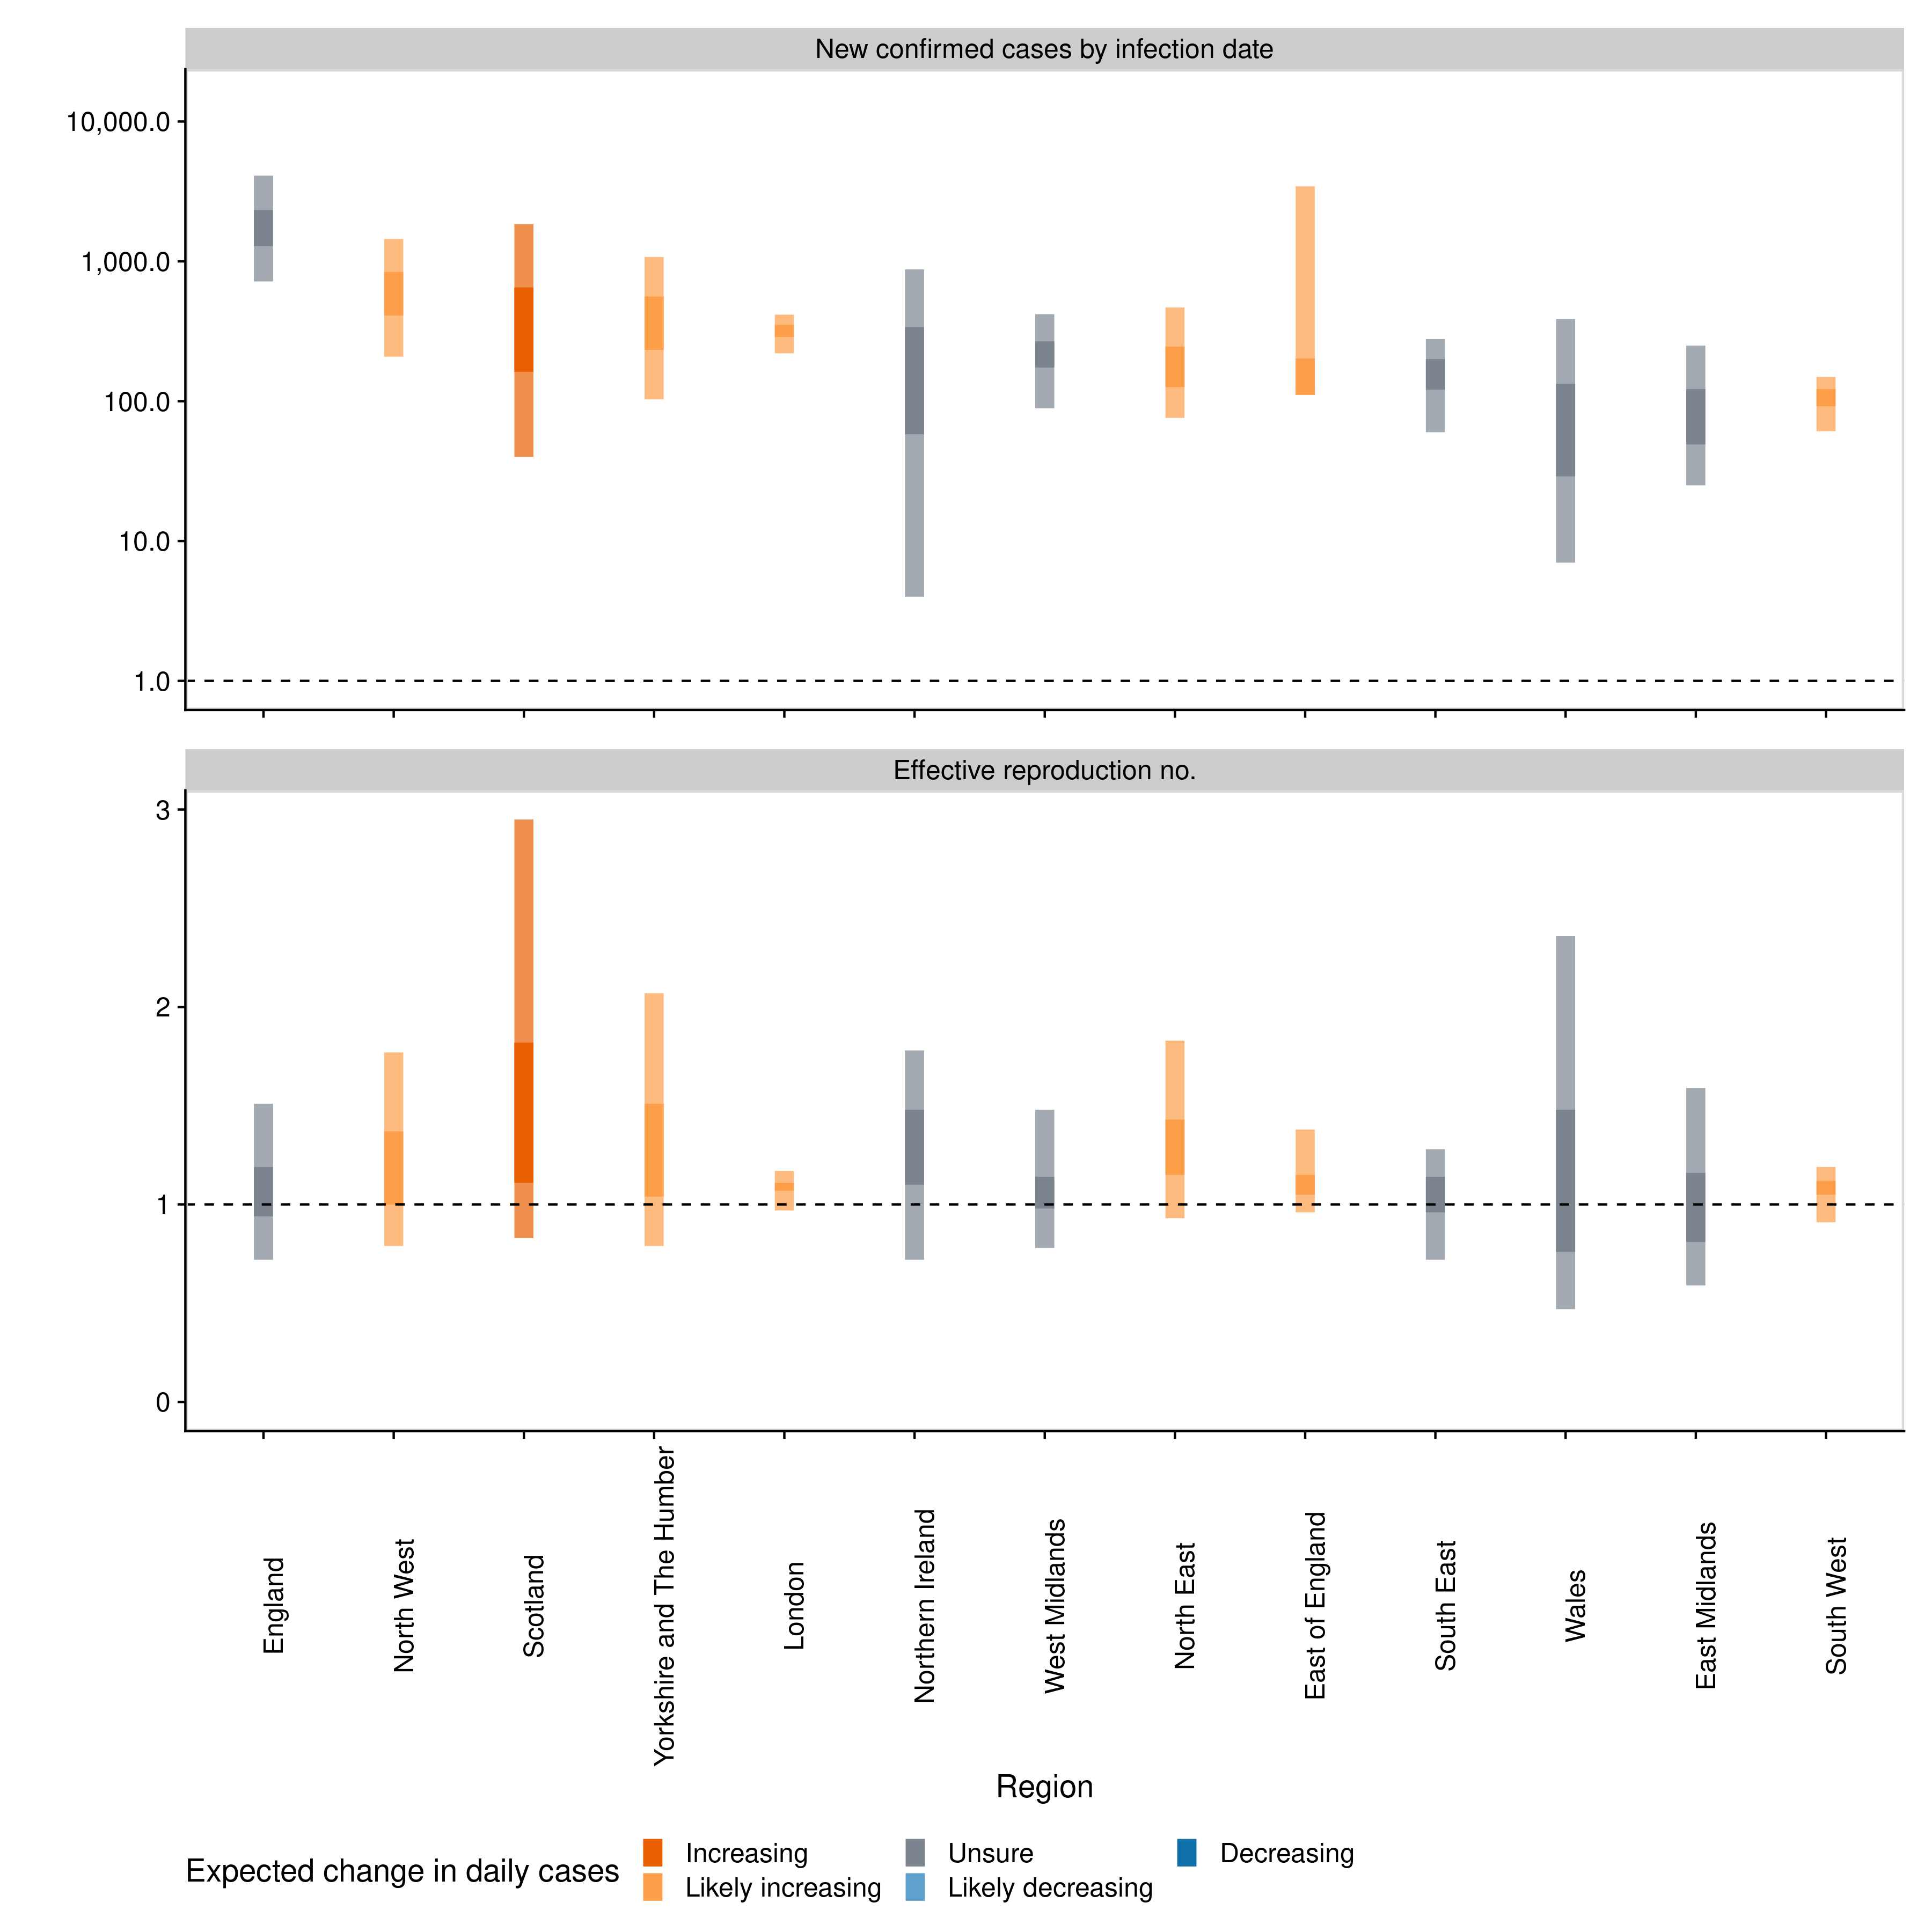 New confirmed cases by infection date
10,000.0
1,000.0
100.0
10.0
1.0
Effective reproduction no.
3
2
1
0
England
North West
Scotland
Yorkshire and The Humber
London
Northern Ireland
West Midlands
North East
East of England
South East
Wales
East Midlands
South West
Region
Expected change in daily cases
Increasing
Likely increasing
Unsure
Likely decreasing
Decreasing